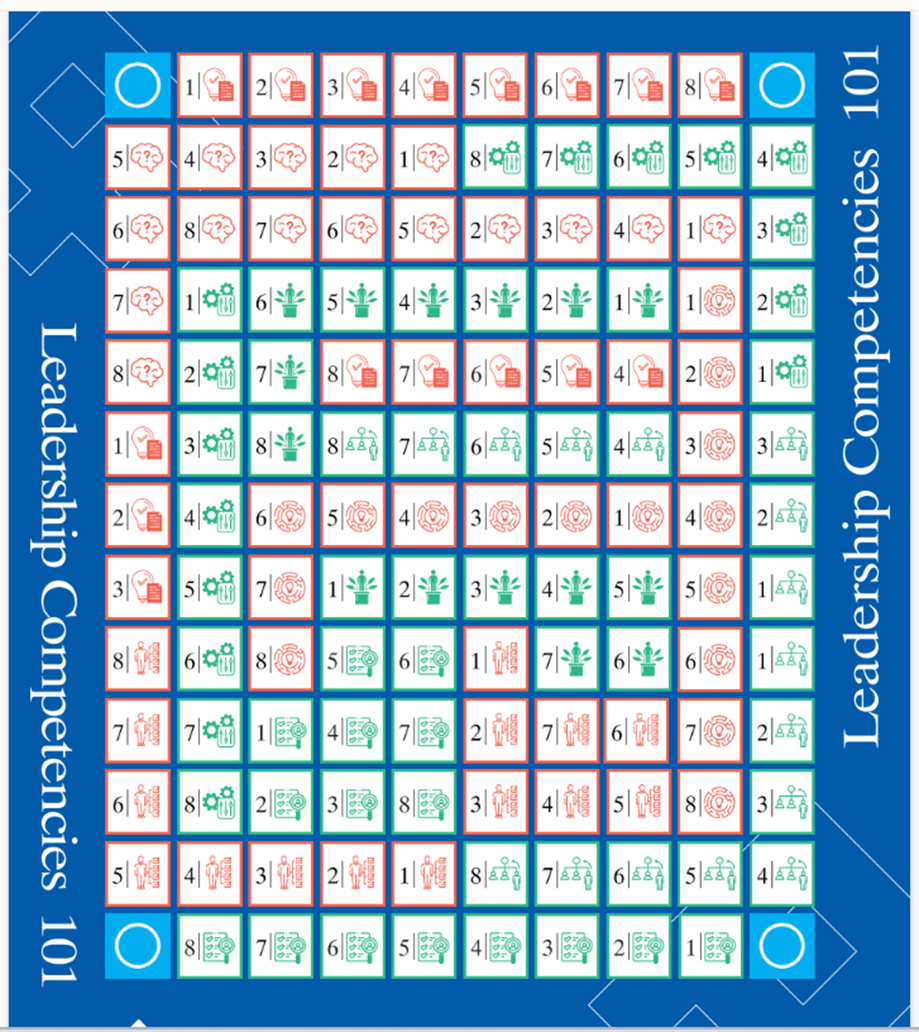 Leadership Competencies 101
1 2 3 4 5 6 7 8
5 4 3 2 1 8 7 6 5 4
6 8 7 6 5 2 3 4 1 3
7 1 6 5 4 3 2 1 1 2
8 2 7 8 7 6 5 4 2 1
1 3 8 8 7 6 5 4 3 3
2 4 6 5 4 3 2 1 4 2
3 5 7 1 2 3 4 5 5 1
8 6 8 5 6 1 7 6 6 1
7 7 1 4 7 2 7 6 7 2
6 8 2 3 8 3 4 5 8 3
5 4 3 2 1 8 7 6 5 4
8 7 6 5 4 3 2 1
Leadership Competencies 101